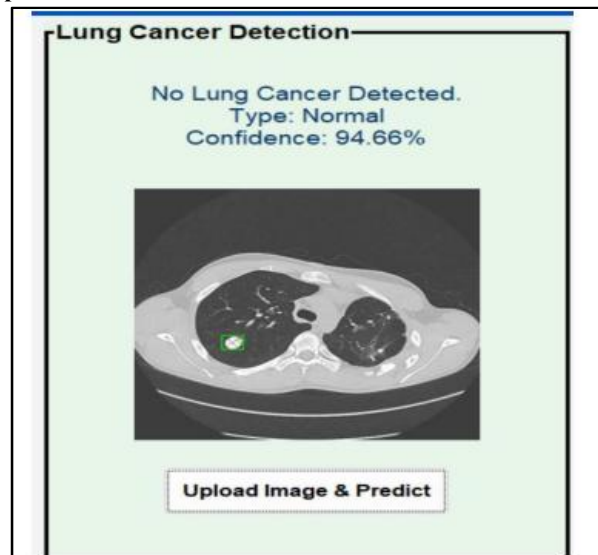 Lung Cancer Detection
No Lung Cancer Detected.
Type: Normal
Confidence: 94.66%
Upload Image & Predict